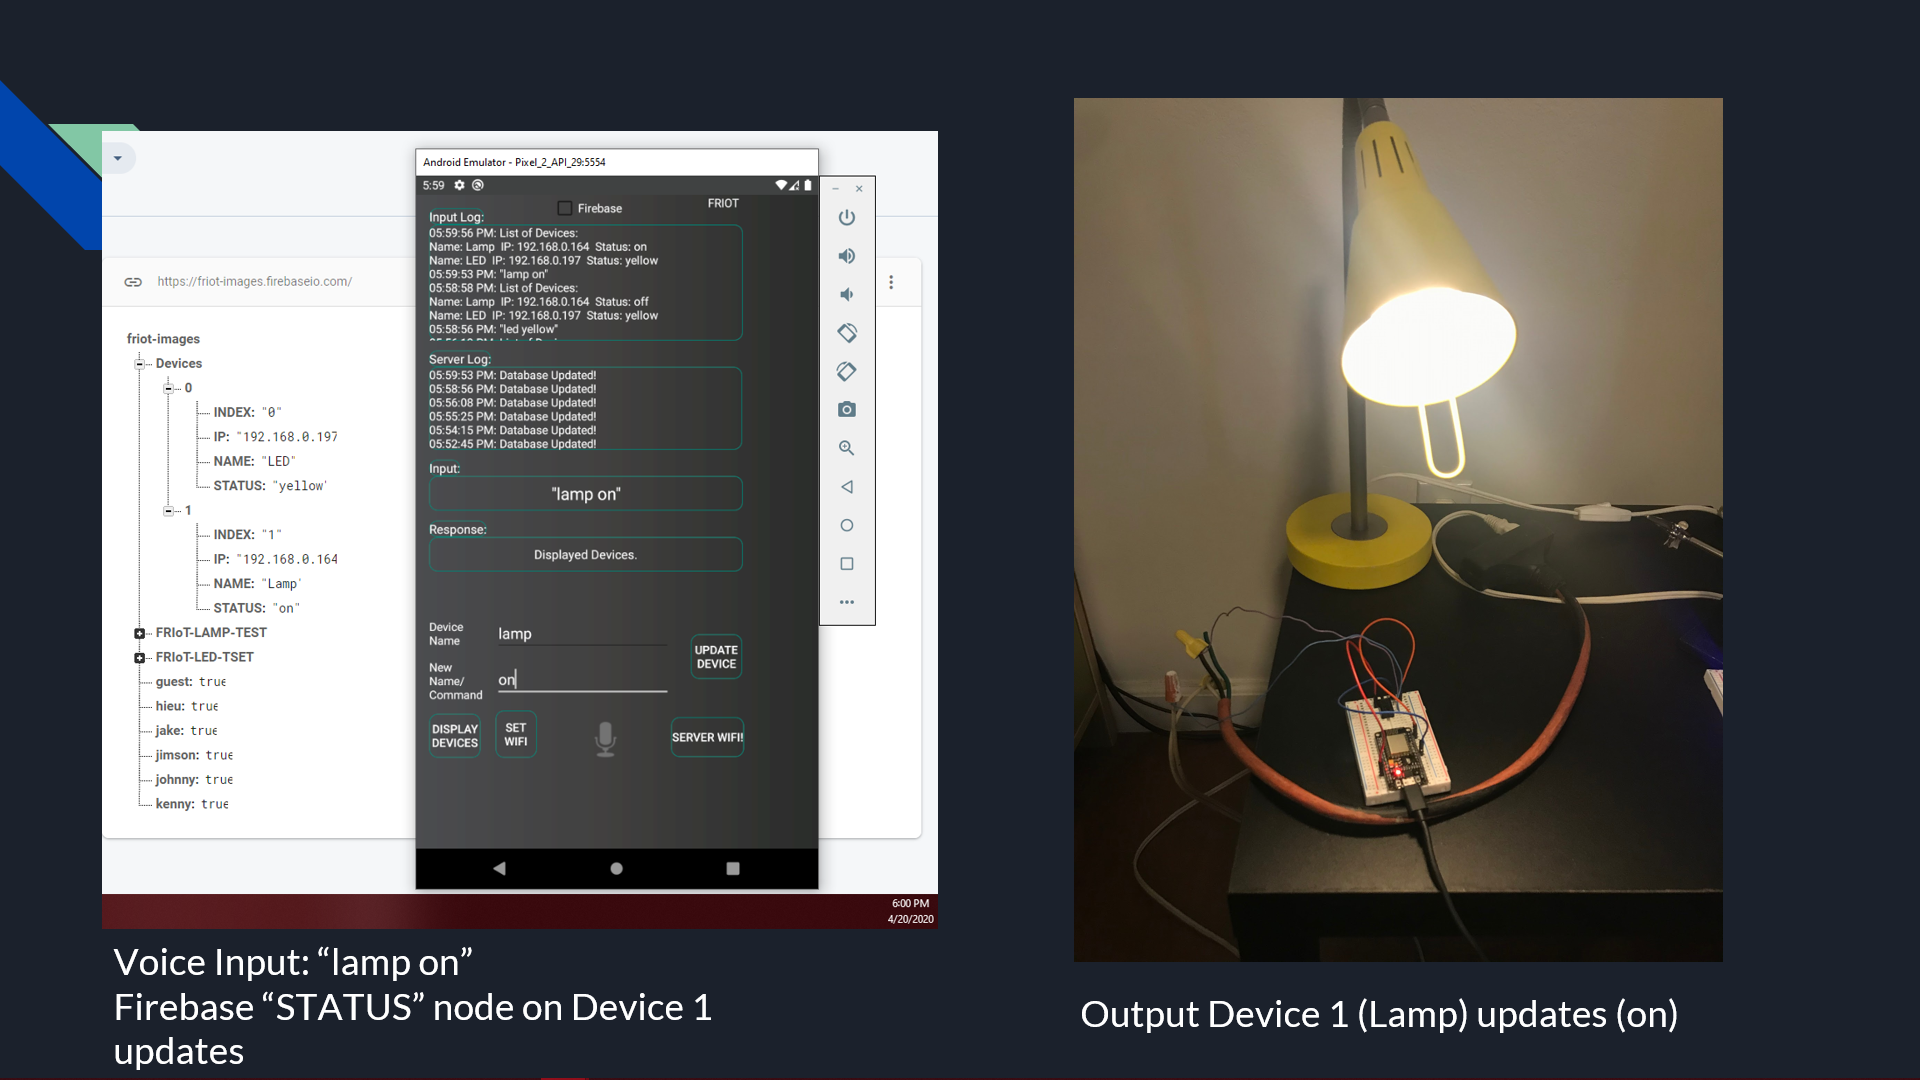 https://friot-images.firebaseio.com/
friot-images
Devices
0
INDEX: "0"
IP: "192.168.0.197
NAME: "LED"
STATUS: "yellow'
1
INDEX: "1"
IP: "192.168.0.164
NAME: "Lamp'
STATUS: "on"
FRIoT-LAMP-TEST
FRIoT-LED-TSET
guest: true
hieu: true
jake: true
jimson: true
johnny: true
kenny: true
Android Emulator - Pixel_2_API_29:5554
5:59
Firebase
FRIOT
Input Log:
05:59:56 PM: List of Devices:
Name: Lamp IP: 192.168.0.164 Status: on
Name: LED IP: 192.168.0.197 Status: yellow
05:59:53 PM: "lamp on"
05:58:58 PM: List of Devices:
Name: Lamp IP: 192.168.0.164 Status: off
Name: LED IP: 192.168.0.197 Status: yellow
05:58:56 PM: "led yellow"
Server Log:
05:59:53 PM: Database Updated!
05:58:56 PM: Database Updated!
05:56:08 PM: Database Updated!
05:55:25 PM: Database Updated!
05:54:15 PM: Database Updated!
05:52:45 PM: Database Updated!
Input:
"lamp on"
Response:
Displayed Devices.
Device
Name
lamp
New
Name/
Command
on
UPDATE
DEVICE
DISPLAY
DEVICES
SET
WIFI
SERVER WIFI!
6:00 PM
4/20/2020
Voice Input: “lamp on”
Firebase “STATUS” node on Device 1
updates
Output Device 1 (Lamp) updates (on)